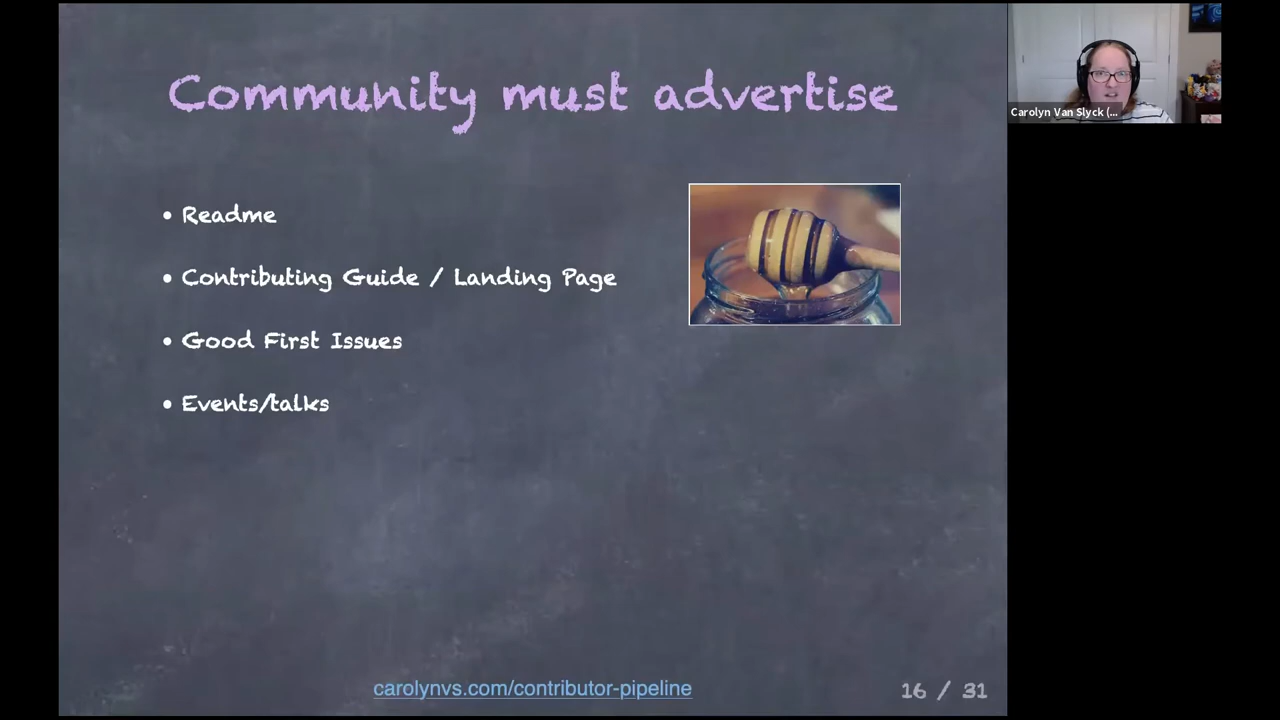 Community must advertise
• Readme
• Contributing Guide / Landing Page
• Good First Issues
• Events/talks
carolynvs.com/contributor-pipeline
16 / 31
Carolyn Van Slyck (...